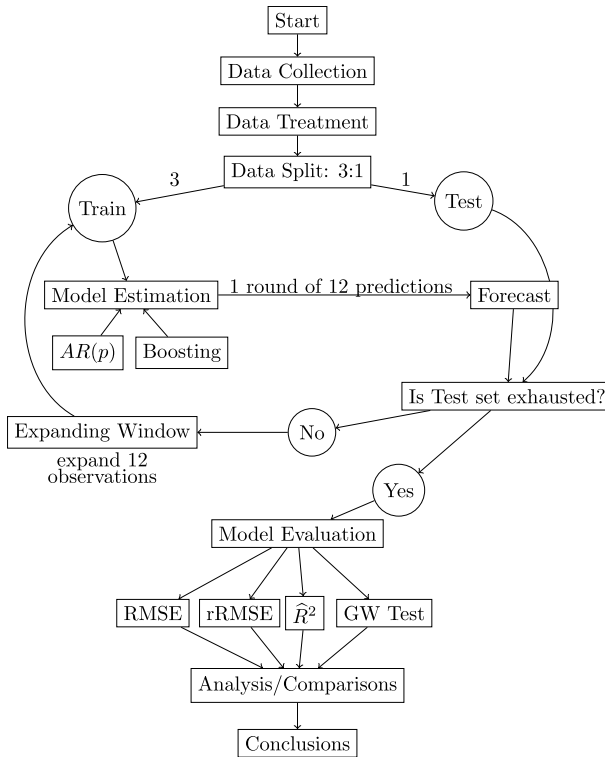 Start
Data Collection
Data Treatment
Data Split: 3:1
3
1
Train
Test
1 round of 12 predictions
Model Estimation
Forecast
AR(p)
Boosting
Is Test set exhausted?
Expanding Window
No
expand 12
observations
Yes
Model Evaluation
RMSE
rRMSE
R̂²
GW Test
Analysis/Comparisons
Conclusions